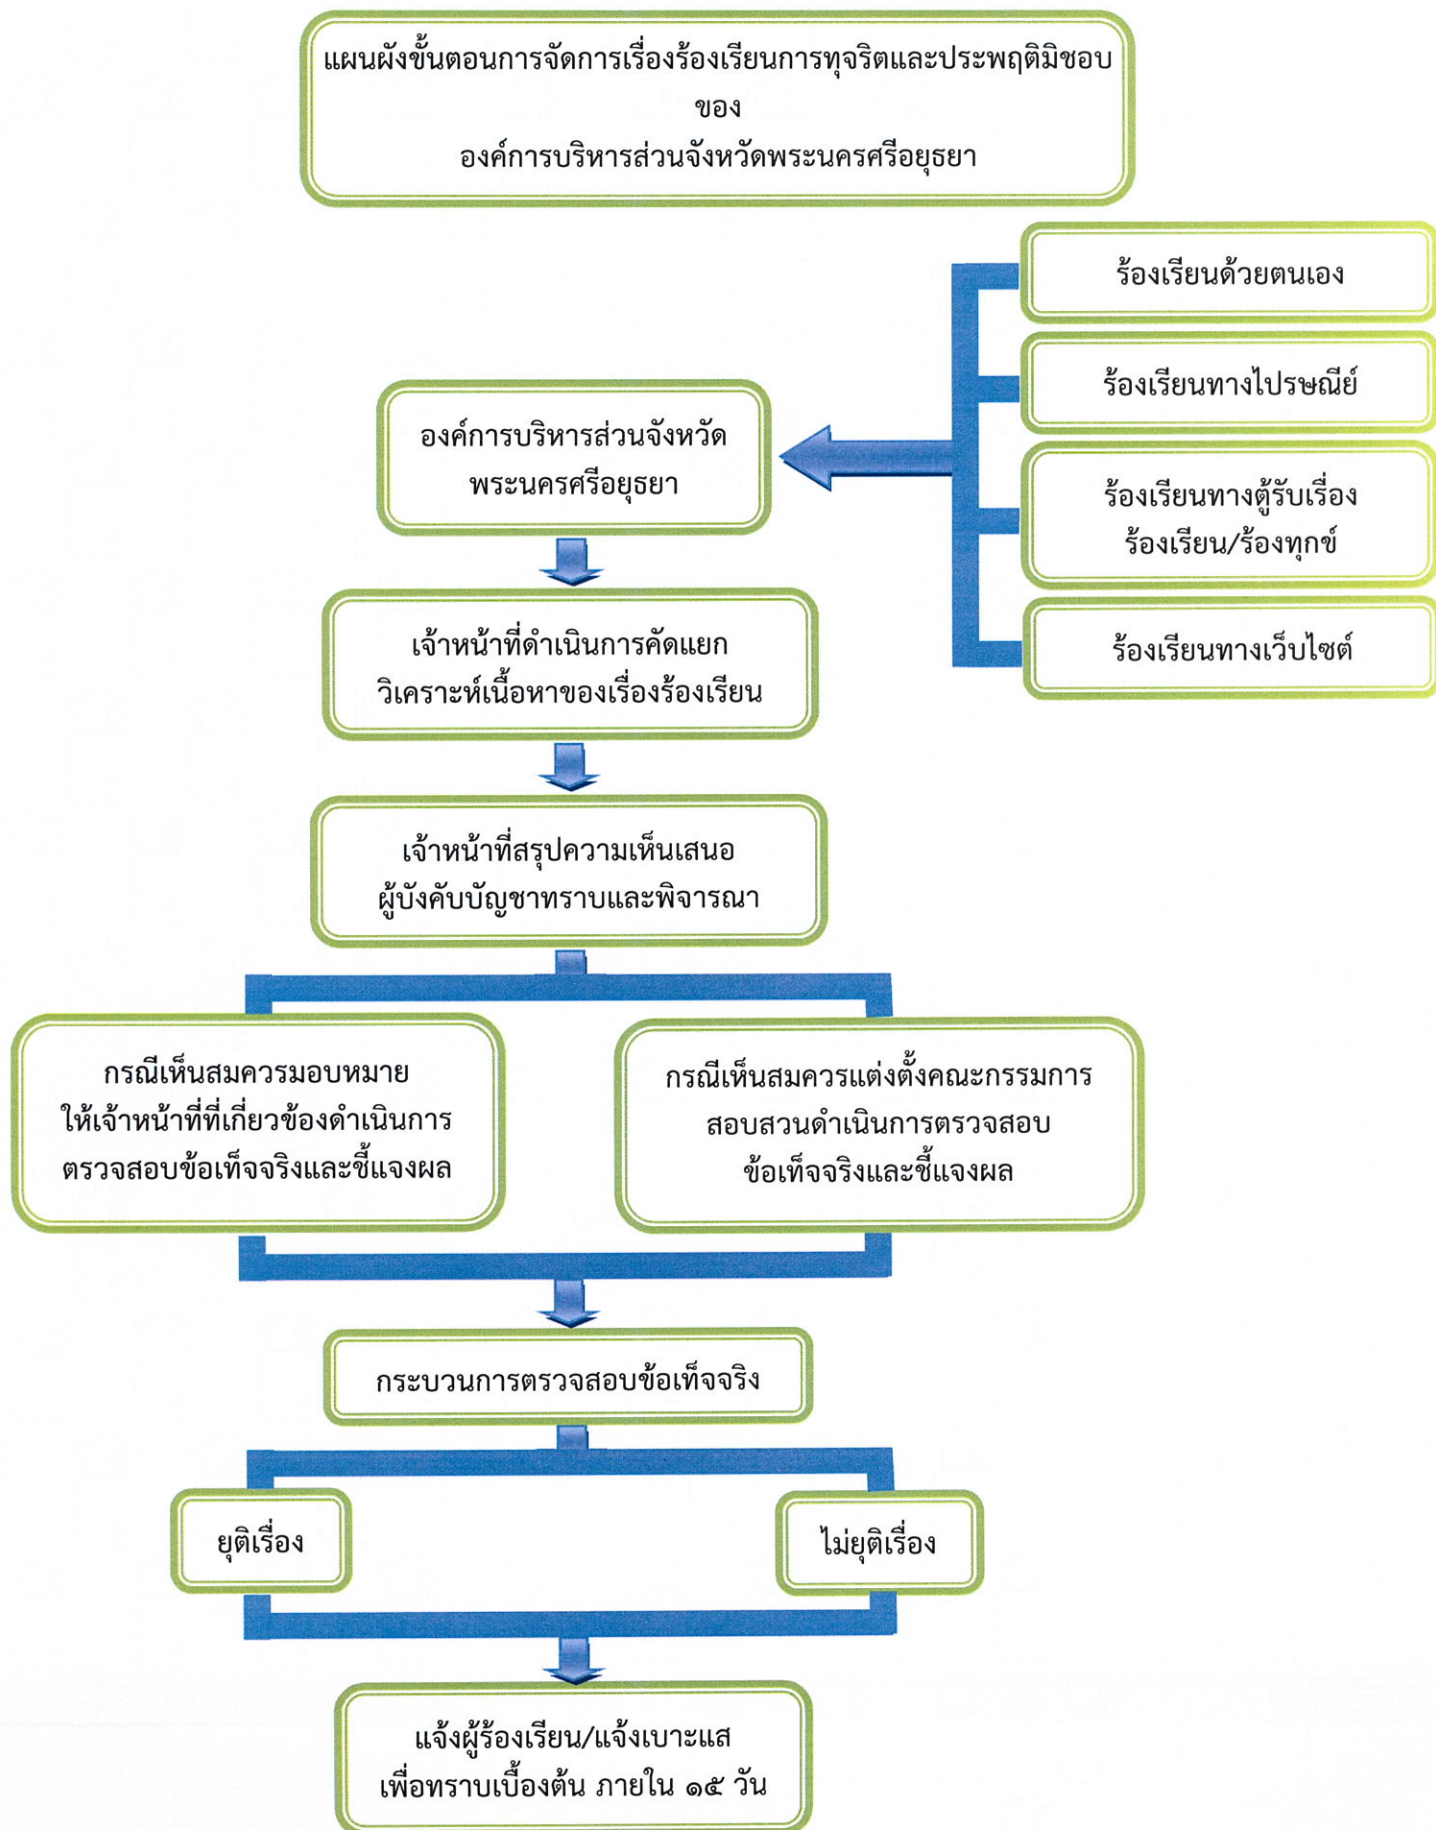 แผนผังขั้นตอนการจัดการเรื่องร้องเรียนการทุจริตและประพฤติมิชอบ
ของ
องค์การบริหารส่วนจังหวัดพระนครศรีอยุธยา
ร้องเรียนด้วยตนเอง
ร้องเรียนทางไปรษณีย์
ร้องเรียนทางตู้รับเรื่อง
ร้องเรียน/ร้องทุกข์
ร้องเรียนทางเว็บไซต์
องค์การบริหารส่วนจังหวัด
พระนครศรีอยุธยา
เจ้าหน้าที่ดำเนินการคัดแยก
วิเคราะห์เนื้อหาของเรื่องร้องเรียน
เจ้าหน้าที่สรุปความเห็นเสนอ
ผู้บังคับบัญชาทราบและพิจารณา
กรณีเห็นสมควรมอบหมาย
ให้เจ้าหน้าที่ที่เกี่ยวข้องดำเนินการ
ตรวจสอบข้อเท็จจริงและชี้แจงผล
กรณีเห็นสมควรแต่งตั้งคณะกรรมการ
สอบสวนดำเนินการตรวจสอบ
ข้อเท็จจริงและชี้แจงผล
กระบวนการตรวจสอบข้อเท็จจริง
ยุติเรื่อง
ไม่ยุติเรื่อง
แจ้งผู้ร้องเรียน/แจ้งเบาะแส
เพื่อทราบเบื้องต้น ภายใน ๑๕ วัน